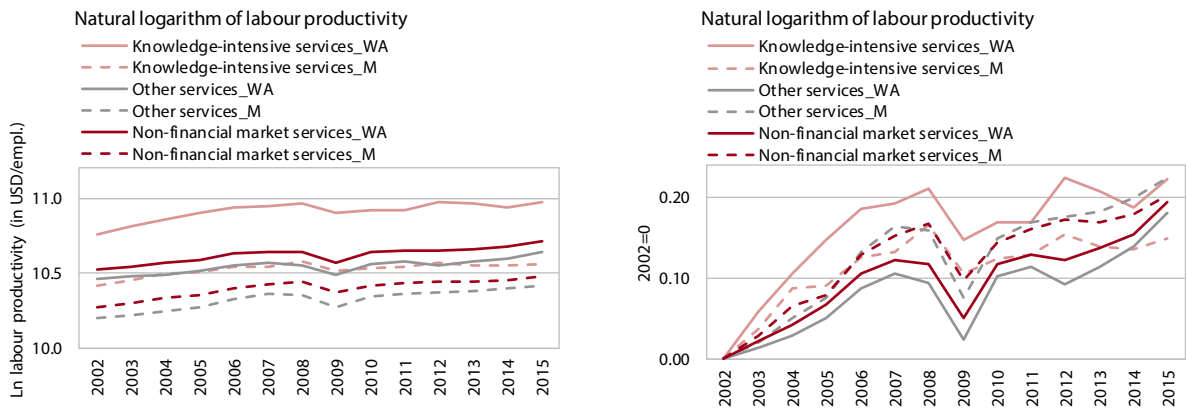 Natural logarithm of labour productivity
Knowledge-intensive services_WA
Knowledge-intensive services_M
Other services_WA
Other services_M
Non-financial market services_WA
Non-financial market services_M
Ln labour productivity (in USD/empl.)
11.0
10.5
10.0
2002 2003 2004 2005 2006 2007 2008 2009 2010 2011 2012 2013 2014 2015
Natural logarithm of labour productivity
Knowledge-intensive services_WA
Knowledge-intensive services_M
Other services_WA
Other services_M
Non-financial market services_WA
Non-financial market services_M
2002=0
0.20
0.10
0.00
2002 2003 2004 2005 2006 2007 2008 2009 2010 2011 2012 2013 2014 2015